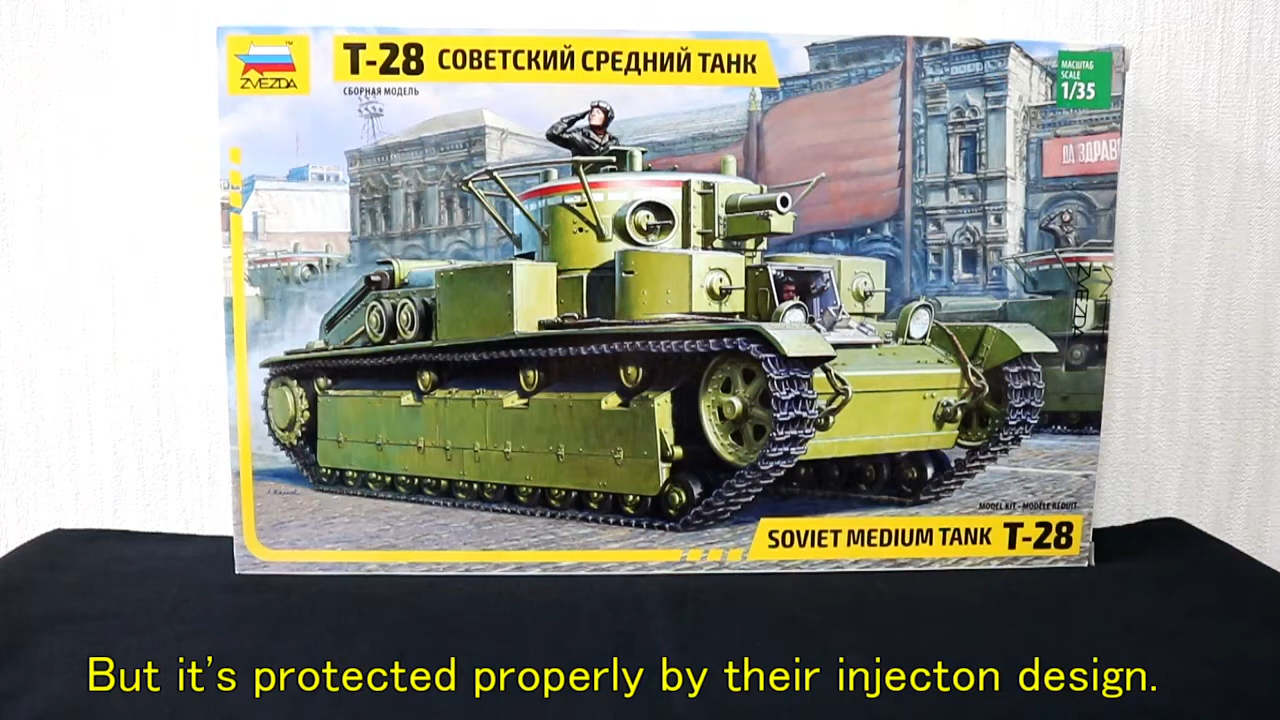 ZVEZDA™
T-28 СОВЕТСКИЙ СРЕДНИЙ ТАНК
СБОРНАЯ МОДЕЛЬ
МАСШТАБ
SCALE
1/35
ДА ЗДРАВ
ZVEZDA
MODEL KIT - MODÈLE RÉDUIT
SOVIET MEDIUM TANK T-28
But it's protected properly by their injecton design.